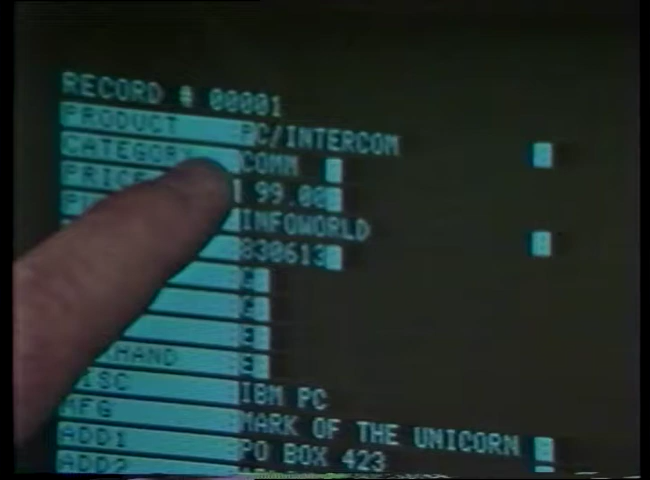 RECORD # 00001
PRODUCT PC/INTERCOM
CATEGORY COMM
PRICE 99.00
INFOWORLD
830613
HAND
MISC IBM PC
MFG MARK OF THE UNICORN
ADD1 PO BOX 423
ADD2